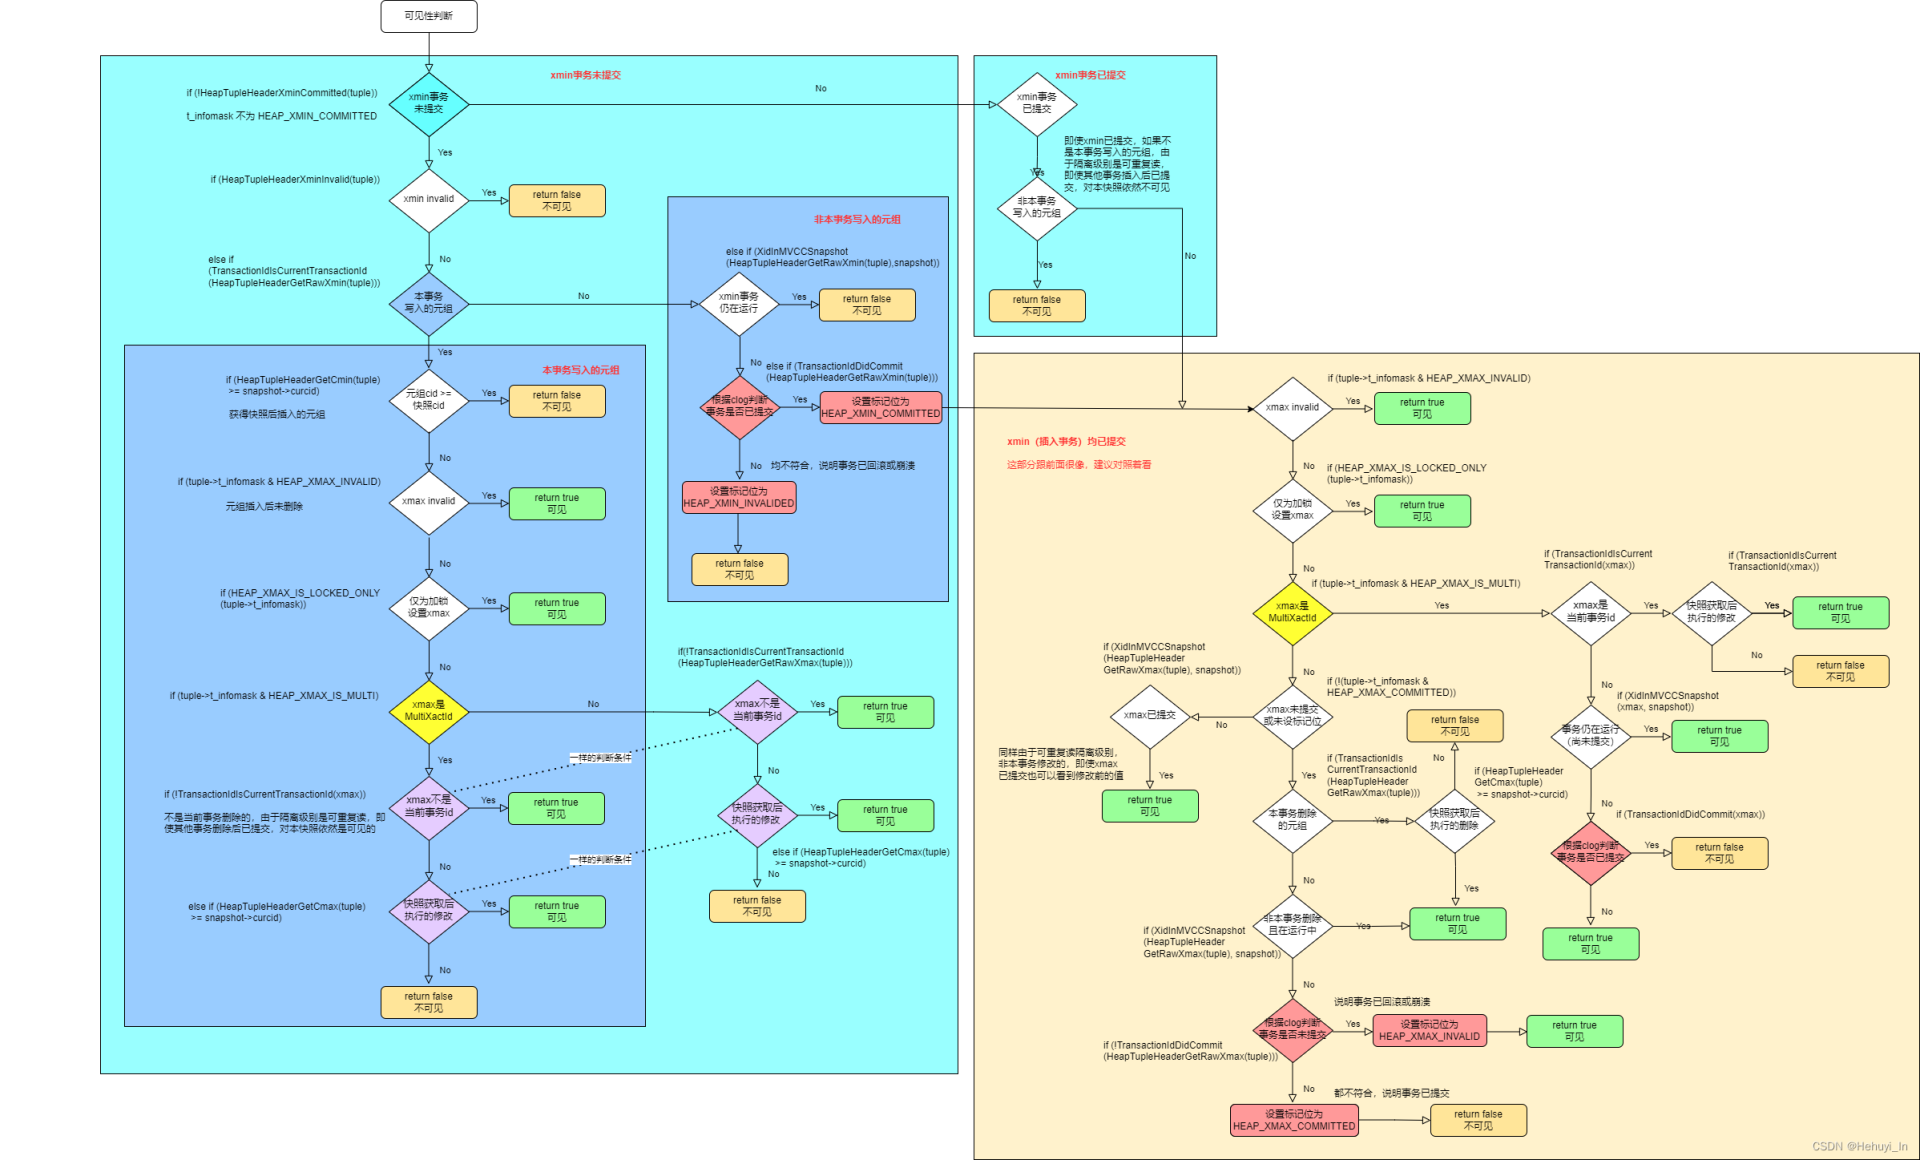 可见性判断
xmin事务未提交
if (!HeapTupleHeaderXminCommitted(tuple))
t_infomask 不为 HEAP_XMIN_COMMITTED
xmin事务
未提交
No
Yes
if (HeapTupleHeaderXminInvalid(tuple))
xmin invalid
Yes
return false
不可见
No
else if
(TransactionIdIsCurrentTransactionId
(HeapTupleHeaderGetRawXmin(tuple)))
本事务
写入的元组
No
Yes
本事务写入的元组
if (HeapTupleHeaderGetCmin(tuple)
>= snapshot->curcid)
获得快照后插入的元组
元组cid >=
快照cid
Yes
return false
不可见
No
if (tuple->t_infomask & HEAP_XMAX_INVALID)
元组插入后未删除
xmax invalid
Yes
return true
可见
No
if (HEAP_XMAX_IS_LOCKED_ONLY
(tuple->t_infomask))
仅为加锁
设置xmax
Yes
return true
可见
No
if (tuple->t_infomask & HEAP_XMAX_IS_MULTI)
xmax是
MultiXactId
No
Yes
if (!TransactionIdIsCurrentTransactionId(xmax))
不是当前事务删除的，由于隔离级别是可重复读，即
使其他事务删除后已提交，对本快照依然是可见的
xmax不是
当前事务id
Yes
return true
可见
No
else if (HeapTupleHeaderGetCmax(tuple)
>= snapshot->curcid)
快照获取后
执行的修改
Yes
return true
可见
No
return false
不可见
非本事务写入的元组
else if (XidInMVCCSnapshot
(HeapTupleHeaderGetRawXmin(tuple),snapshot))
xmin事务
仍在运行
Yes
return false
不可见
No
else if (TransactionIdDidCommit
(HeapTupleHeaderGetRawXmin(tuple)))
根据clog判断
事务是否已提交
Yes
设置标记位为
HEAP_XMIN_COMMITTED
No
均不符合，说明事务已回滚或崩溃
设置标记位为
HEAP_XMIN_INVALIDED
return false
不可见
if(!TransactionIdIsCurrentTransactionId
(HeapTupleHeaderGetRawXmax(tuple)))
xmax不是
当前事务id
Yes
return true
可见
一样的判断条件
No
快照获取后
执行的修改
Yes
return true
可见
一样的判断条件
else if (HeapTupleHeaderGetCmax(tuple)
>= snapshot->curcid)
No
return false
不可见
xmin事务已提交
xmin事务
已提交
即使xmin已提交，如果不
是本事务写入的元组，由
于隔离级别是可重复读，
即使其他事务插入后已提
交，对本快照依然不可见
Yes
非本事务
写入的元组
No
Yes
return false
不可见
if (tuple->t_infomask & HEAP_XMAX_INVALID)
xmax invalid
Yes
return true
可见
xmin（插入事务）均已提交
这部分跟前面很像，建议对照着看
No
if (HEAP_XMAX_IS_LOCKED_ONLY
(tuple->t_infomask))
仅为加锁
设置xmax
Yes
return true
可见
No
if (tuple->t_infomask & HEAP_XMAX_IS_MULTI)
xmax是
MultiXactId
Yes
if (TransactionIdIsCurrent
TransactionId(xmax))
xmax是
当前事务id
Yes
if (TransactionIdIsCurrent
TransactionId(xmax))
快照获取后
执行的修改
Yes
return true
可见
No
return false
不可见
No
if (XidInMVCCSnapshot
(xmax, snapshot))
事务仍在运行
（尚未提交）
Yes
return true
可见
No
if (TransactionIdDidCommit(xmax))
根据clog判断
事务是否已提交
Yes
return false
不可见
No
return true
可见
No
if (!(tuple->t_infomask &
HEAP_XMAX_COMMITTED))
xmax未提交
或未设标记位
No
if (XidInMVCCSnapshot
(HeapTupleHeader
GetRawXmax(tuple), snapshot))
xmax已提交
同样由于可重复读隔离级别，
非本事务修改的，即使xmax
已提交也可以看到修改前的值
Yes
return true
可见
Yes
if (TransactionIdIs
CurrentTransactionId
(HeapTupleHeader
GetRawXmax(tuple)))
本事务删除
的元组
Yes
快照获取后
执行的删除
if (HeapTupleHeader
GetCmax(tuple)
>= snapshot->curcid)
No
return false
不可见
Yes
return true
可见
No
if (XidInMVCCSnapshot
(HeapTupleHeader
GetRawXmax(tuple), snapshot))
非本事务删除
且在运行中
Yes
No
if (!TransactionIdDidCommit
(HeapTupleHeaderGetRawXmax(tuple)))
根据clog判断
事务是否未提交
Yes
说明事务已回滚或崩溃
设置标记位为
HEAP_XMAX_INVALID
return true
可见
No
都不符合，说明事务已提交
设置标记位为
HEAP_XMAX_COMMITTED
return false
不可见
CSDN @Hehuyi_In